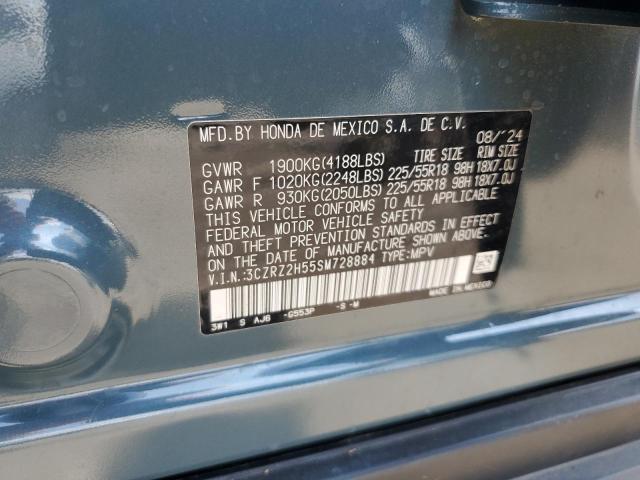 MFD.BY HONDA DE MEXICO S.A. DE C.V. 08/'24
GVWR 1900KG(4188LBS) TIRE SIZE RIM SIZE
GAWR F 1020KG(2248LBS) 225/55R18 98H 18X7.0J
GAWR R 930KG(2050LBS) 225/55R18 98H 18X7.0J
THIS VEHICLE CONFORMS TO ALL APPLICABLE
FEDERAL MOTOR VEHICLE SAFETY
AND THEFT PREVENTION STANDARDS IN EFFECT
ON THE DATE OF MANUFACTURE SHOWN ABOVE.
V.I.N.:3CZRZ2H55SM728884 TYPE:MPV
MADE IN MEXICO
3W1 S AJ6 -G553P -S -M